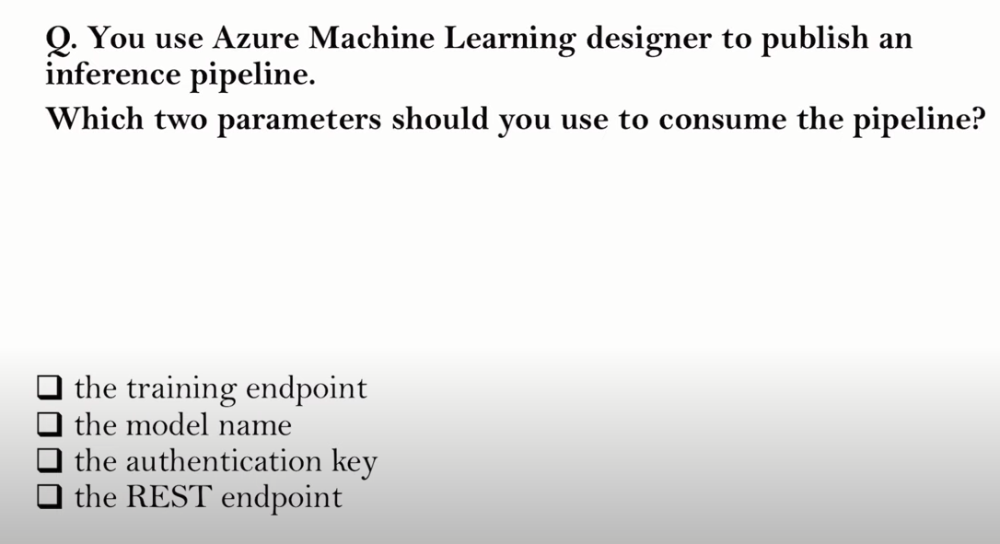 Q. You use Azure Machine Learning designer to publish an
inference pipeline.
Which two parameters should you use to consume the pipeline?
❑ the training endpoint
❑ the model name
❑ the authentication key
❑ the REST endpoint